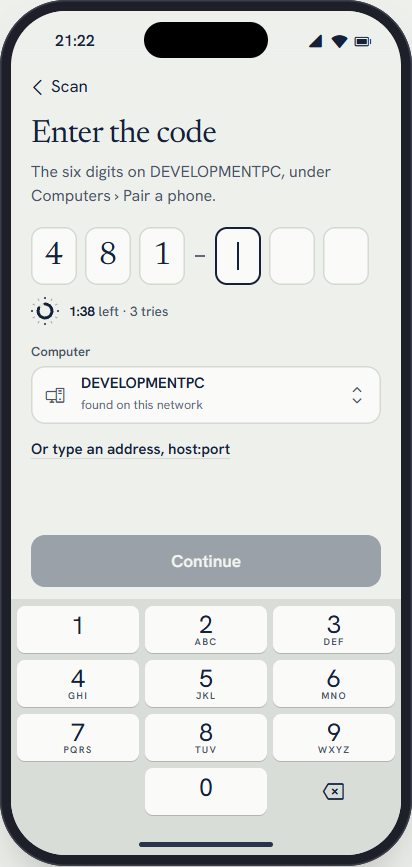 21:22
Scan
Enter the code
The six digits on DEVELOPMENTPC, under
Computers › Pair a phone.
4 8 1 –
1:38 left · 3 tries
Computer
DEVELOPMENTPC
found on this network
Or type an address, host:port
Continue
1 2 3
ABC DEF
4 5 6
GHI JKL MNO
7 8 9
PQRS TUV WXYZ
0